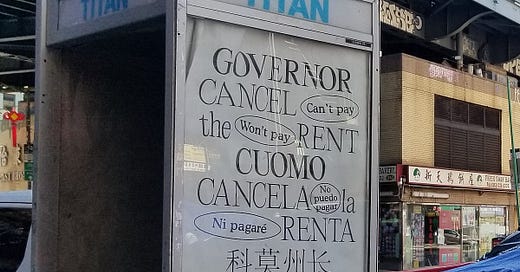 TITAN
TITAN
GOVERNOR
CANCEL Can't pay
the Won't pay RENT
CUOMO
CANCELA No puedo pagar la
Ni pagaré RENTA
科莫州长
BAKERY